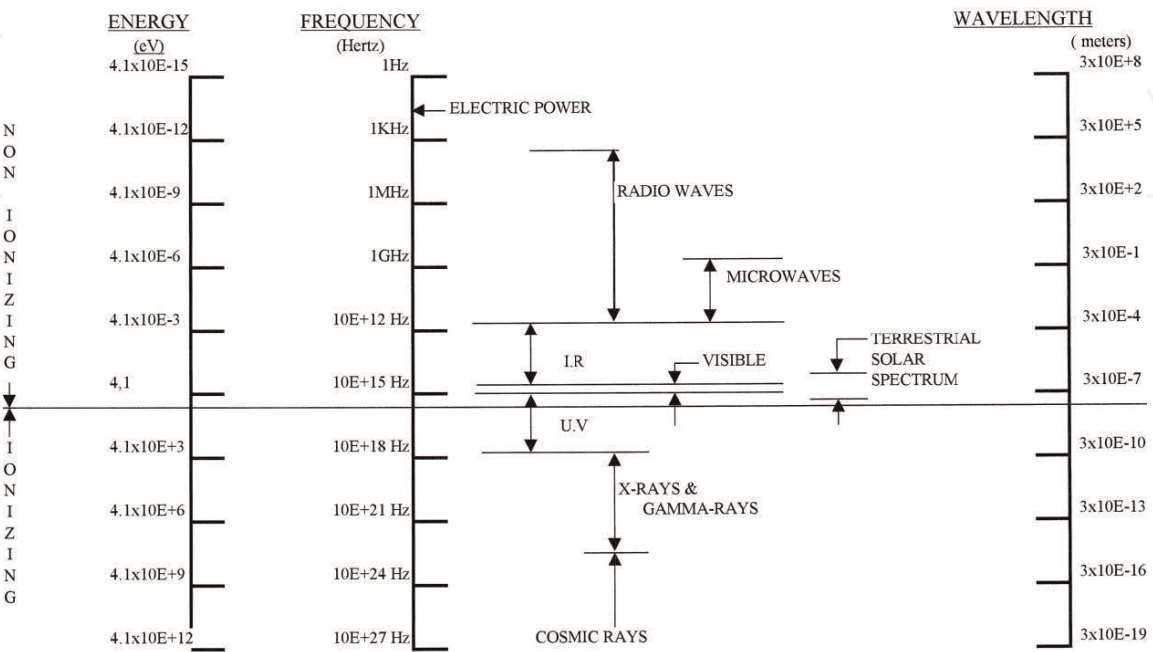 ENERGY
(eV)
4.1x10E-15
4.1x10E-12
4.1x10E-9
4.1x10E-6
4.1x10E-3
4,1
4.1x10E+3
4.1x10E+6
4.1x10E+9
4.1x10E+12
NON IONIZING
IONIZING
FREQUENCY
(Hertz)
1Hz
1KHz
1MHz
1GHz
10E+12 Hz
10E+15 Hz
10E+18 Hz
10E+21 Hz
10E+24 Hz
10E+27 Hz
ELECTRIC POWER
RADIO WAVES
MICROWAVES
I.R
VISIBLE
TERRESTRIAL
SOLAR
SPECTRUM
U.V
X-RAYS &
GAMMA-RAYS
COSMIC RAYS
WAVELENGTH
( meters)
3x10E+8
3x10E+5
3x10E+2
3x10E-1
3x10E-4
3x10E-7
3x10E-10
3x10E-13
3x10E-16
3x10E-19